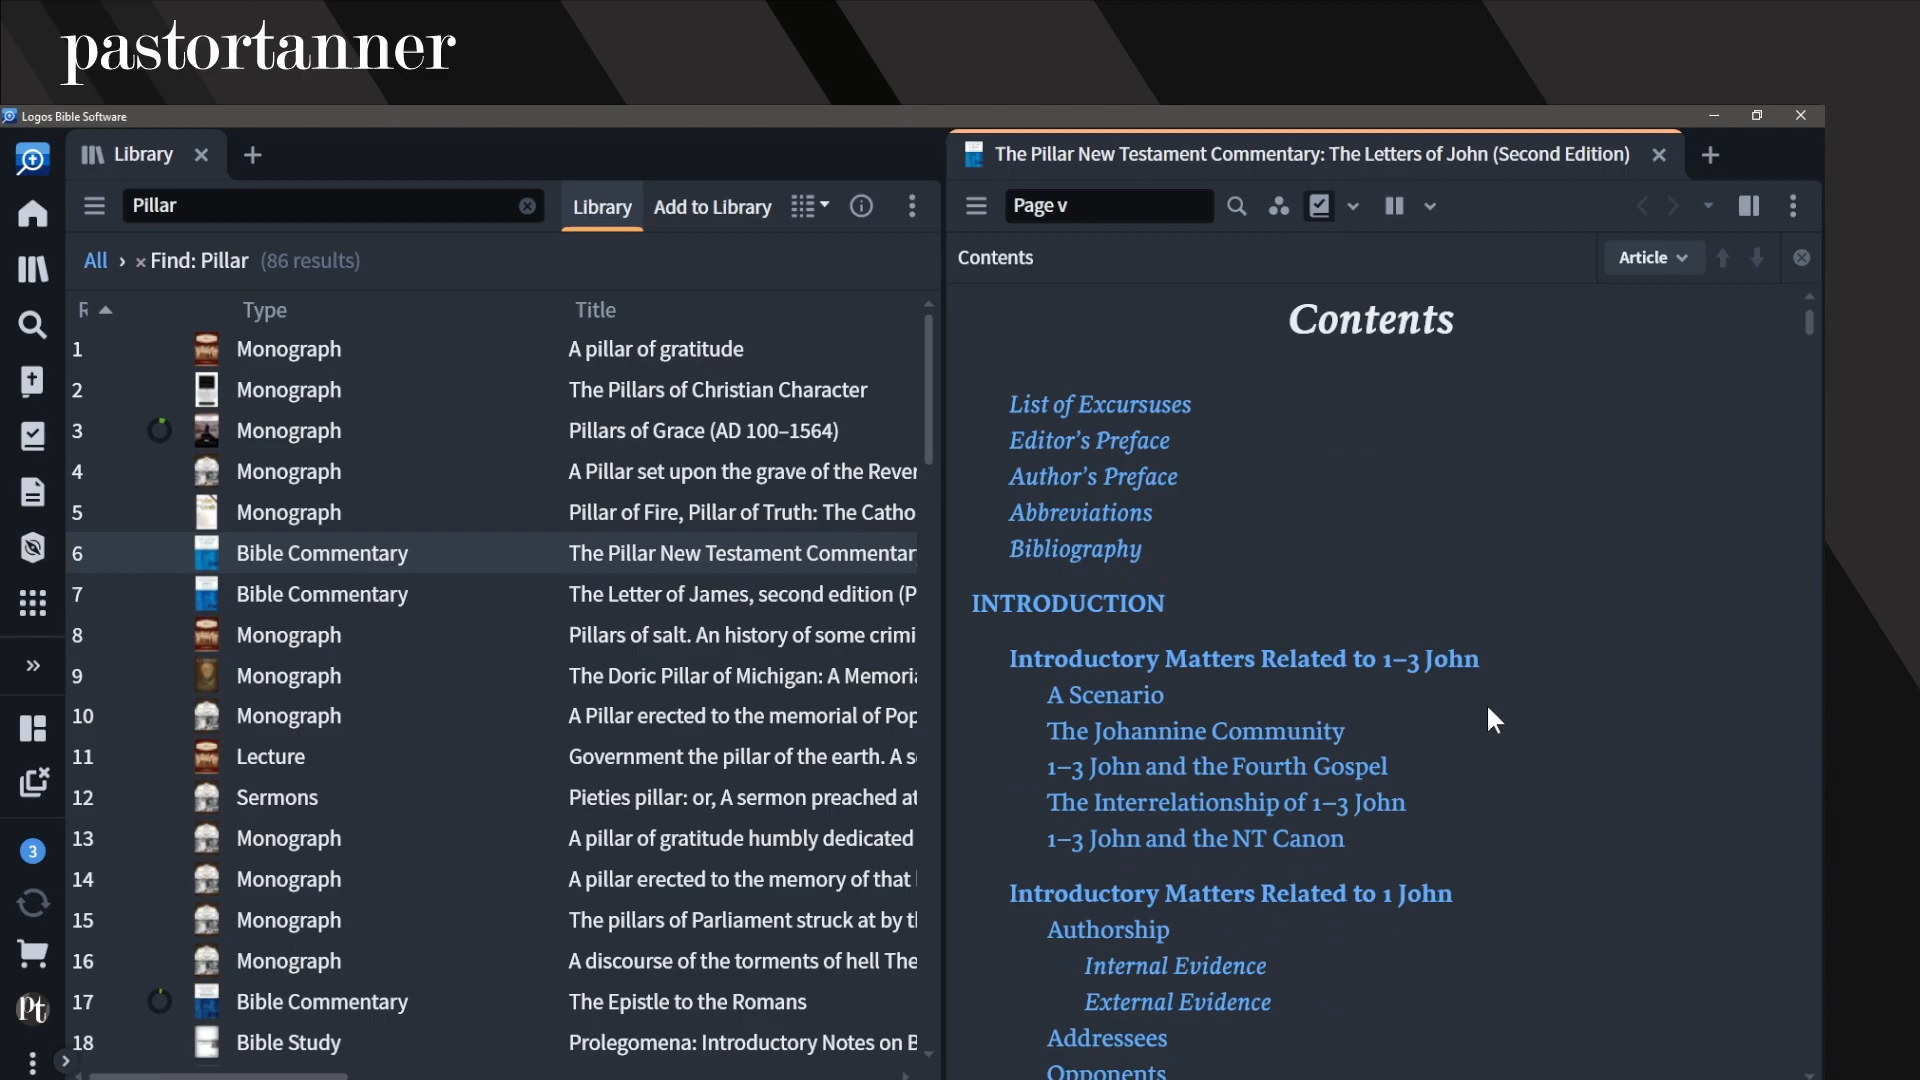 pastortanner
Logos Bible Software
Library
The Pillar New Testament Commentary: The Letters of John (Second Edition)
Pillar
Library
Add to Library
Page v
All › × Find: Pillar (86 results)
Contents
Article
R
Type
Title
1 Monograph A pillar of gratitude
2 Monograph The Pillars of Christian Character
3 Monograph Pillars of Grace (AD 100–1564)
4 Monograph A Pillar set upon the grave of the Rever
5 Monograph Pillar of Fire, Pillar of Truth: The Catho
6 Bible Commentary The Pillar New Testament Commentar
7 Bible Commentary The Letter of James, second edition (P
8 Monograph Pillars of salt. An history of some crimi
9 Monograph The Doric Pillar of Michigan: A Memoria
10 Monograph A Pillar erected to the memorial of Pop
11 Lecture Government the pillar of the earth. A s
12 Sermons Pieties pillar: or, A sermon preached at
13 Monograph A pillar of gratitude humbly dedicated
14 Monograph A pillar erected to the memory of that
15 Monograph The pillars of Parliament struck at by
16 Monograph A discourse of the torments of hell The
17 Bible Commentary The Epistle to the Romans
18 Bible Study Prolegomena: Introductory Notes on B
3
Pt
Contents
List of Excursuses
Editor’s Preface
Author’s Preface
Abbreviations
Bibliography
INTRODUCTION
Introductory Matters Related to 1–3 John
A Scenario
The Johannine Community
1–3 John and the Fourth Gospel
The Interrelationship of 1–3 John
1–3 John and the NT Canon
Introductory Matters Related to 1 John
Authorship
Internal Evidence
External Evidence
Addressees
Opponents